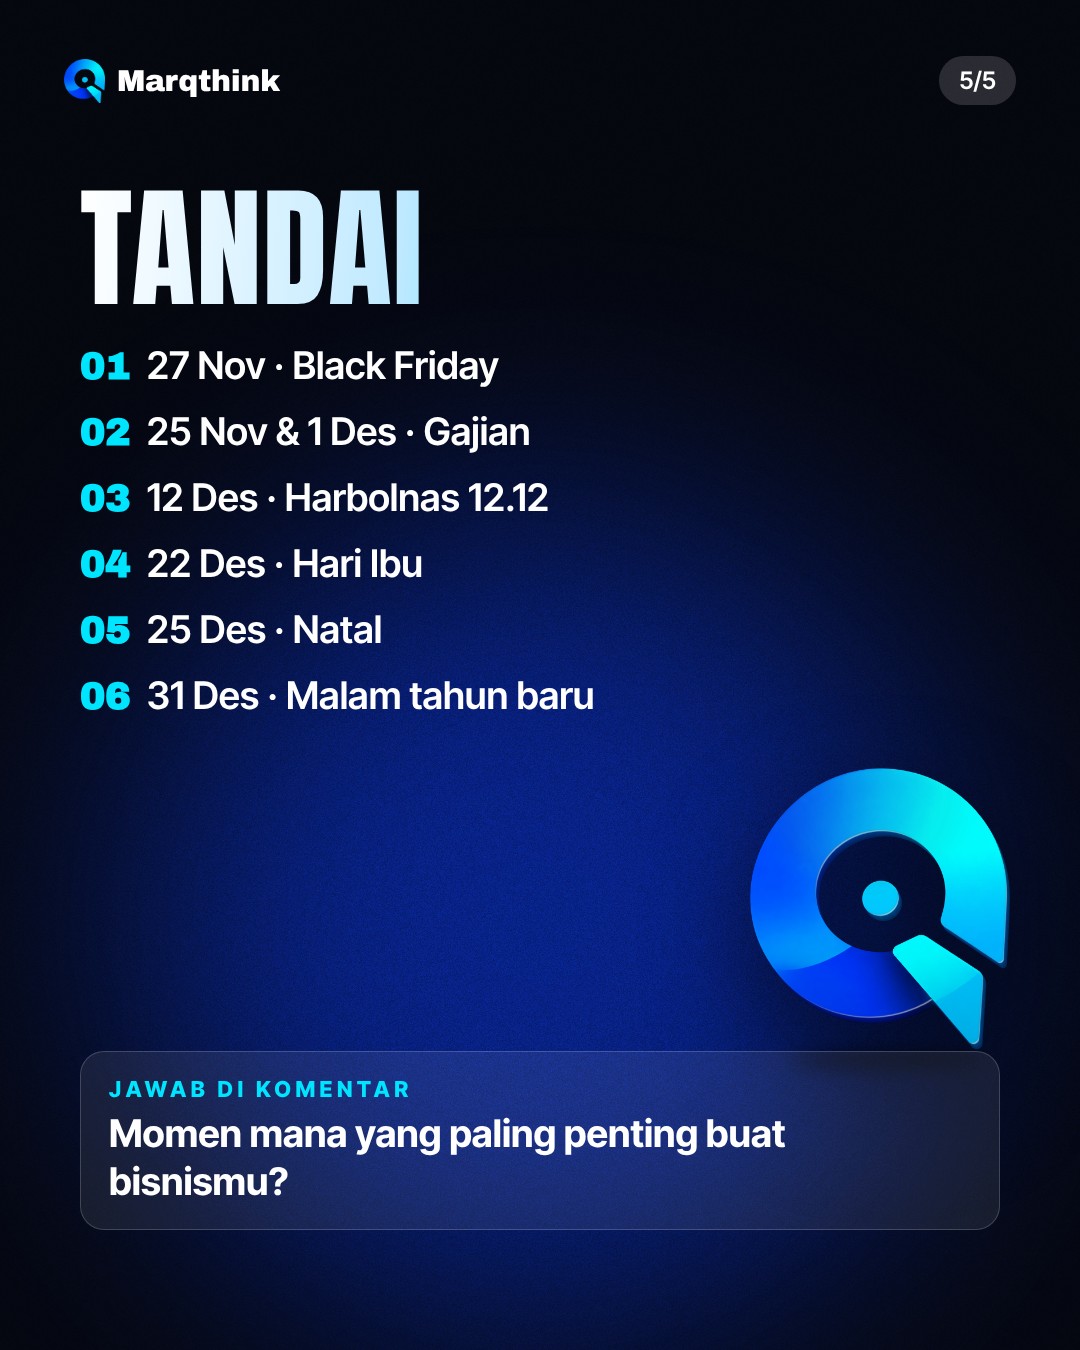 Marqthink
5/5
TANDAI
01 27 Nov · Black Friday
02 25 Nov & 1 Des · Gajian
03 12 Des · Harbolnas 12.12
04 22 Des · Hari Ibu
05 25 Des · Natal
06 31 Des · Malam tahun baru
JAWAB DI KOMENTAR
Momen mana yang paling penting buat
bisnismu?